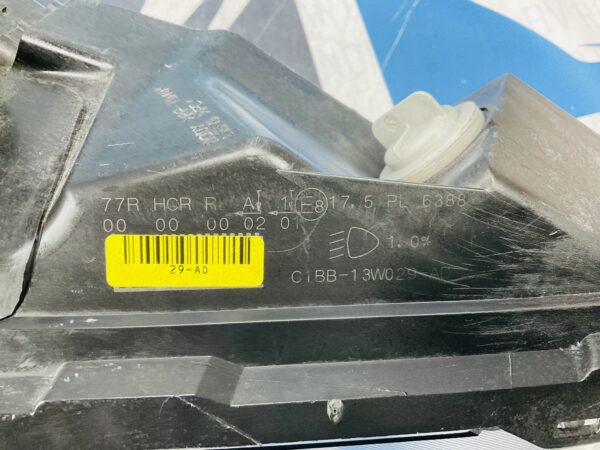 77R HCR R A 1 E8 17.5 PL 6388
00 00 00 02 01
1.0%
29-AD
C1BB-13W029-AD